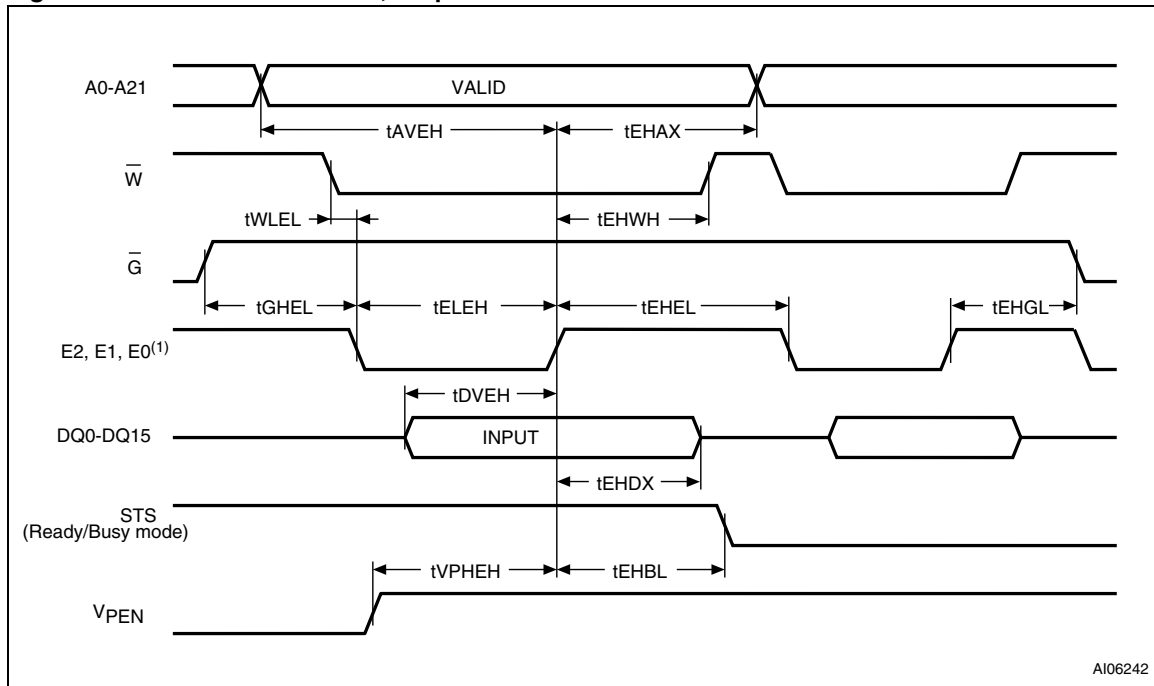 A0-A21
VALID
tAVEH
tEHAX
W
tWLEL
tEHWH
G
tGHEL
tELEH
tEHEL
tEHGL
E2, E1, E0(1)
tDVEH
DQ0-DQ15
INPUT
tEHDX
STS
(Ready/Busy mode)
tVPHEH
tEHBL
VPEN
AI06242